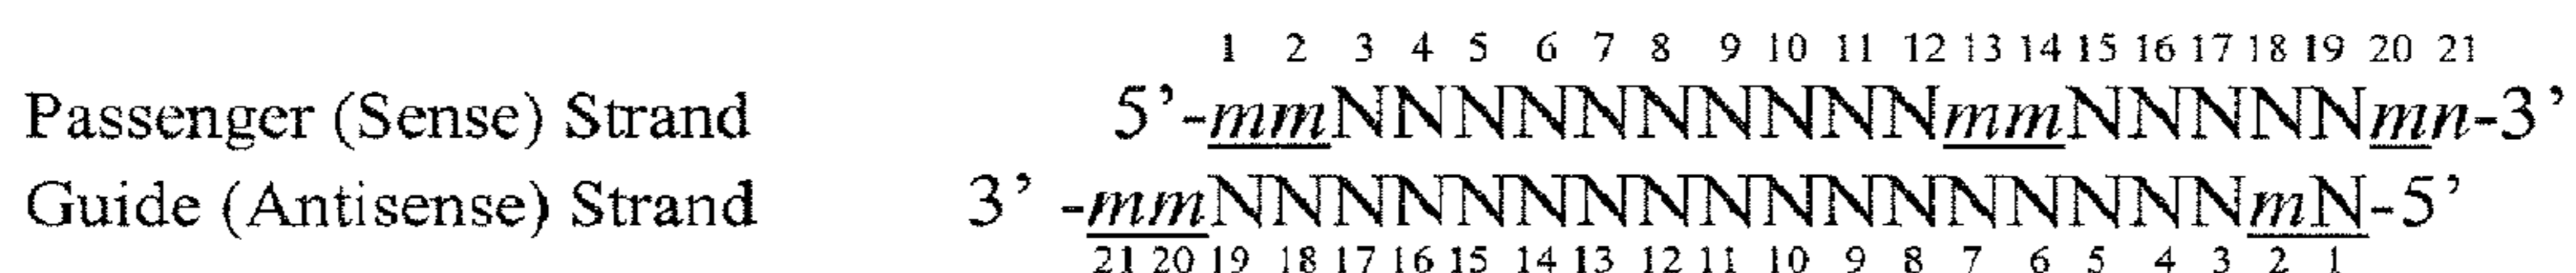 1 2 3 4 5 6 7 8 9 10 11 12 13 14 15 16 17 18 19 20 21
Passenger (Sense) Strand 5’-mmNNNNNNNNNNmmNNNNNmn-3’
Guide (Antisense) Strand 3’ -mmNNNNNNNNNNNNNNNNNmN-5’
21 20 19 18 17 16 15 14 13 12 11 10 9 8 7 6 5 4 3 2 1